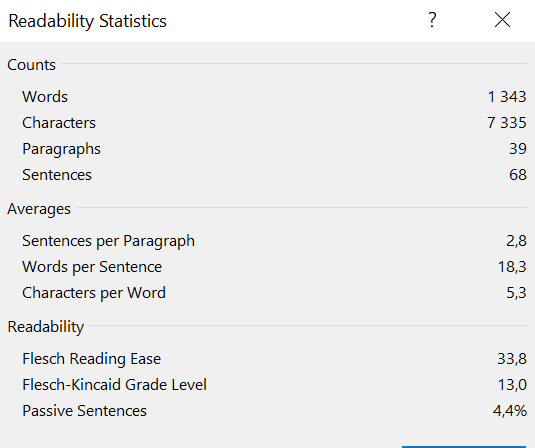 Readability Statistics ?
Counts
Words 1 343
Characters 7 335
Paragraphs 39
Sentences 68
Averages
Sentences per Paragraph 2,8
Words per Sentence 18,3
Characters per Word 5,3
Readability
Flesch Reading Ease 33,8
Flesch-Kincaid Grade Level 13,0
Passive Sentences 4,4%